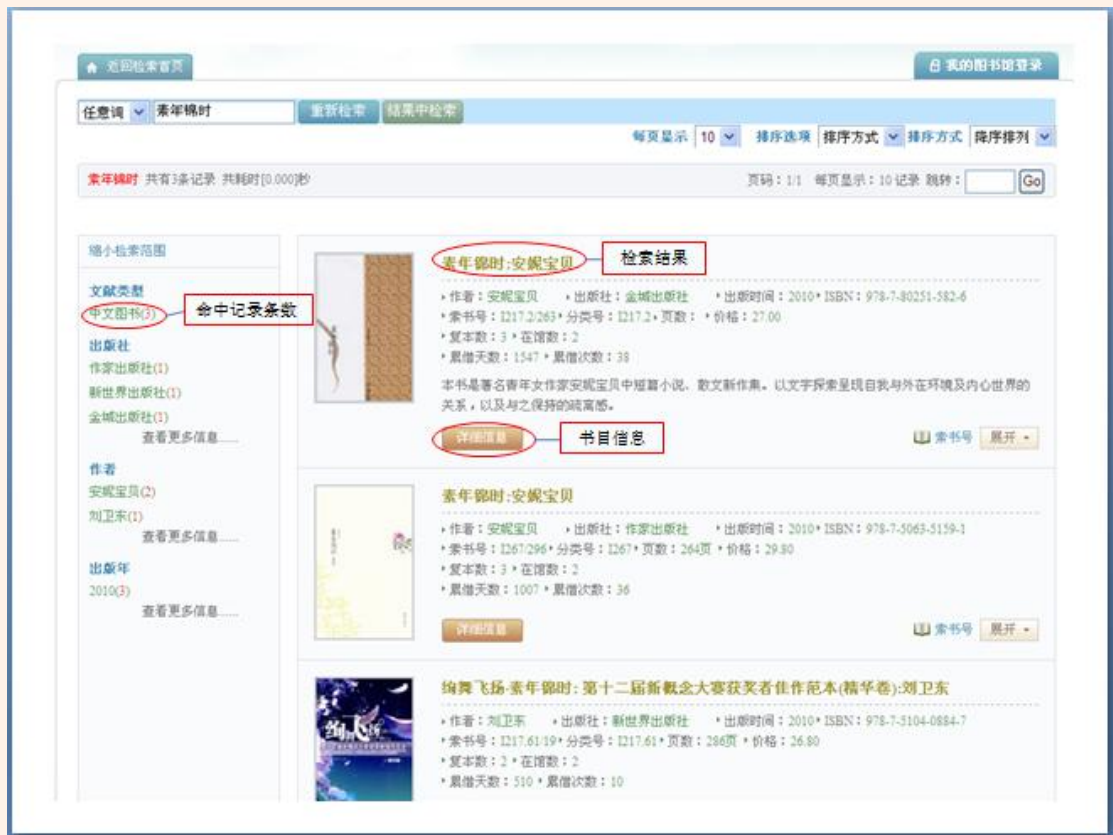 返回检索首页
我的图书馆登录
任意词 素年锦时 重新检索 结果中检索
每页显示 10 排序选项 排序方式 排序方式 降序排列
素年锦时 共有3条记录 共耗时[0.000]秒
页码：1/1 每页显示：10 记录 跳转： Go
缩小检索范围
文献类型
中文图书(3)
命中记录条数
出版社
作家出版社(1)
新世界出版社(1)
金城出版社(1)
查看更多信息......
作者
安妮宝贝(2)
刘卫东(1)
查看更多信息......
出版年
2010(3)
查看更多信息......
素年锦时:安妮宝贝
检索结果
作者：安妮宝贝 出版社：金城出版社 出版时间：2010 ISBN：978-7-80251-582-6
索书号：I217.2/263 分类号：I217.2 页数： 价格：27.00
复本数：3 在馆数：2
累借天数：1547 累借次数：38
本书是著名青年女作家安妮宝贝中短篇小说、散文新作集。以文字探索呈现自我与外在环境及内心世界的
关系，以及与之保持的疏离感。
详细信息
书目信息
索书号 展开
素年锦时:安妮宝贝
作者：安妮宝贝 出版社：作家出版社 出版时间：2010 ISBN：978-7-5063-5159-1
索书号：I267/296 分类号：I267 页数：264页 价格：29.80
复本数：3 在馆数：2
累借天数：1007 累借次数：36
详细信息
索书号 展开
绚舞飞扬·素年锦时: 第十二届新概念大赛获奖者佳作范本(精华卷):刘卫东
作者：刘卫东 出版社：新世界出版社 出版时间：2010 ISBN：978-7-5104-0884-7
索书号：I217.61/19 分类号：I217.61 页数：286页 价格：26.80
复本数：2 在馆数：2
累借天数：510 累借次数：10